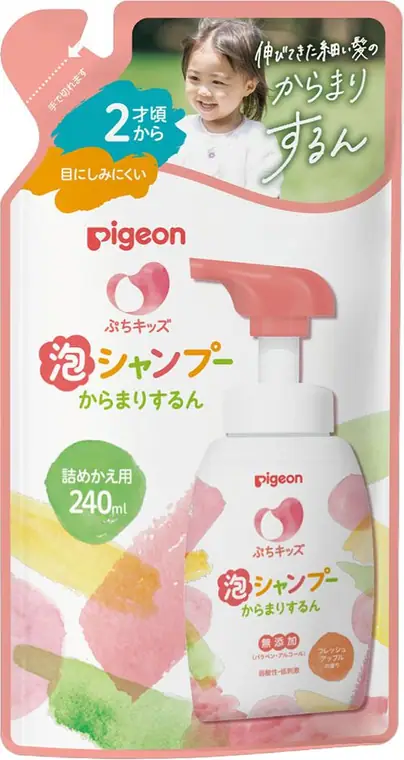 手で切れます
伸びてきた細い髪の
からまり
するん
2才頃
から
目にしみにくい
pigeon
ぷちキッズ
泡シャンプー
からまりするん
詰めかえ用
240ml
pigeon
ぷちキッズ
泡シャンプー
からまりするん
無添加
(パラベン・アルコール)
弱酸性・低刺激
フレッシュ
アップル
の香り